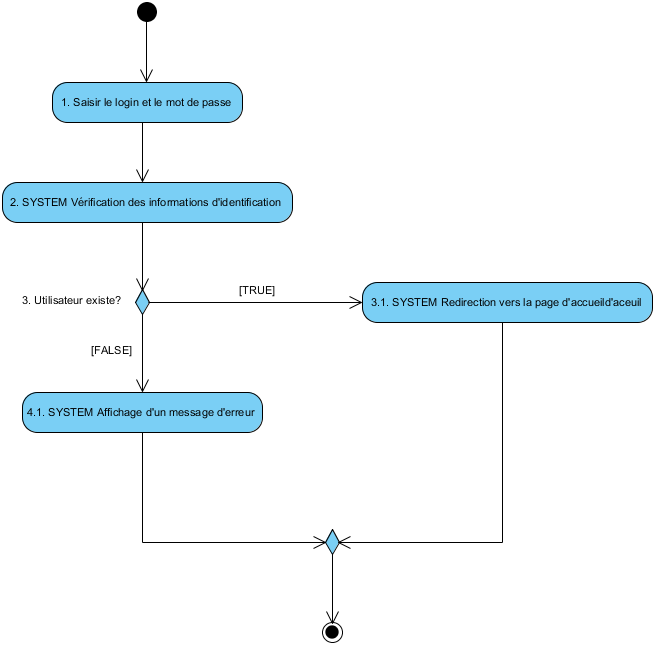 1. Saisir le login et le mot de passe
2. SYSTEM Vérification des informations d'identification
3. Utilisateur existe?
[TRUE]
3.1. SYSTEM Redirection vers la page d'accueild'aceuil
[FALSE]
4.1. SYSTEM Affichage d'un message d'erreur